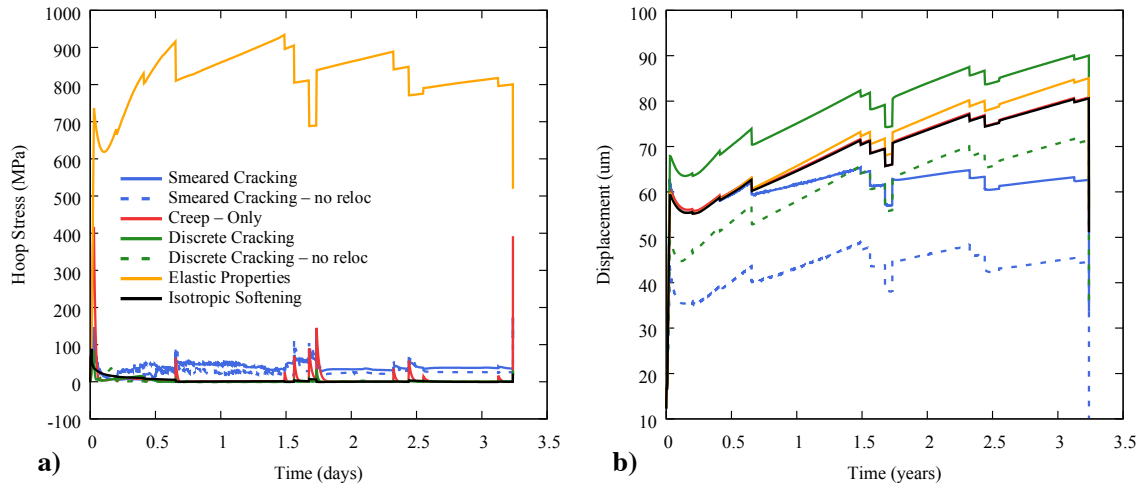 1000
900
800
700
600
500
400
300
200
100
0
-100
Hoop Stress (MPa)
Smeared Cracking
Smeared Cracking – no reloc
Creep – Only
Discrete Cracking
Discrete Cracking – no reloc
Elastic Properties
Isotropic Softening
0 0.5 1 1.5 2 2.5 3 3.5
a) Time (days)
100
90
80
70
60
50
40
30
20
10
Displacement (um)
0 0.5 1 1.5 2 2.5 3 3.5
b) Time (years)